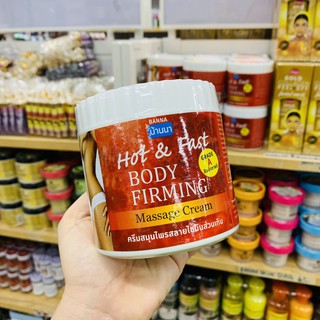 BANNA
บ้านนา
Hot & Fast
BODY
FIRMING
Massage Cream
ครีมสมุนไพรสลายไขมันส่วนเกิน
GRADE
A